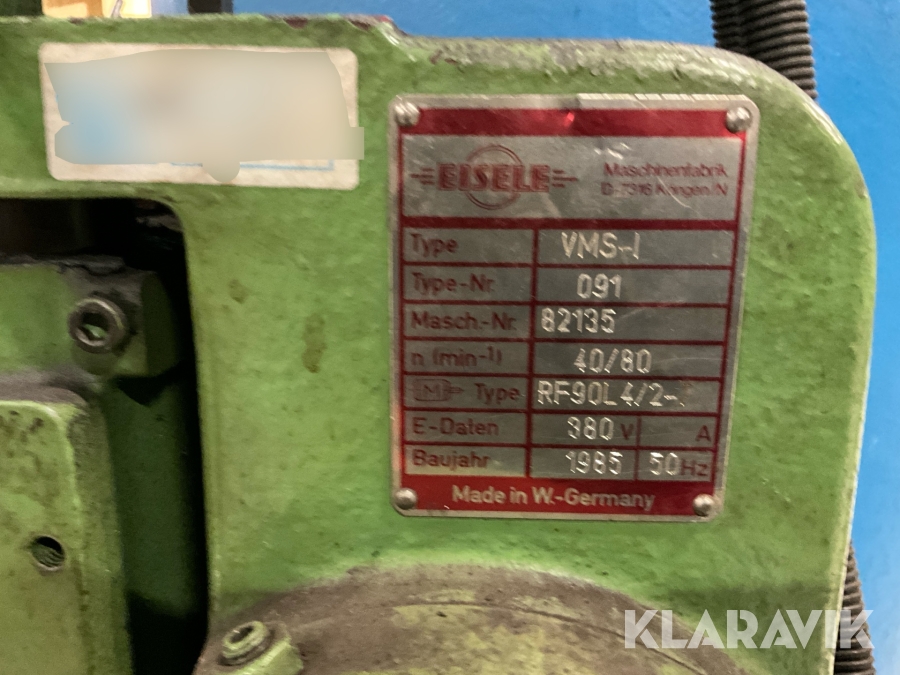 EISELE
Maschinenfabrik
D-7316 Köngen/N
Type VMS-I
Type-Nr. 091
Masch.-Nr. 82135
n (min-1) 40/80
M Type RF90L4/2-
E-Daten 380 V A
Baujahr 1985 50 Hz
Made in W.-Germany
KLARAVIK